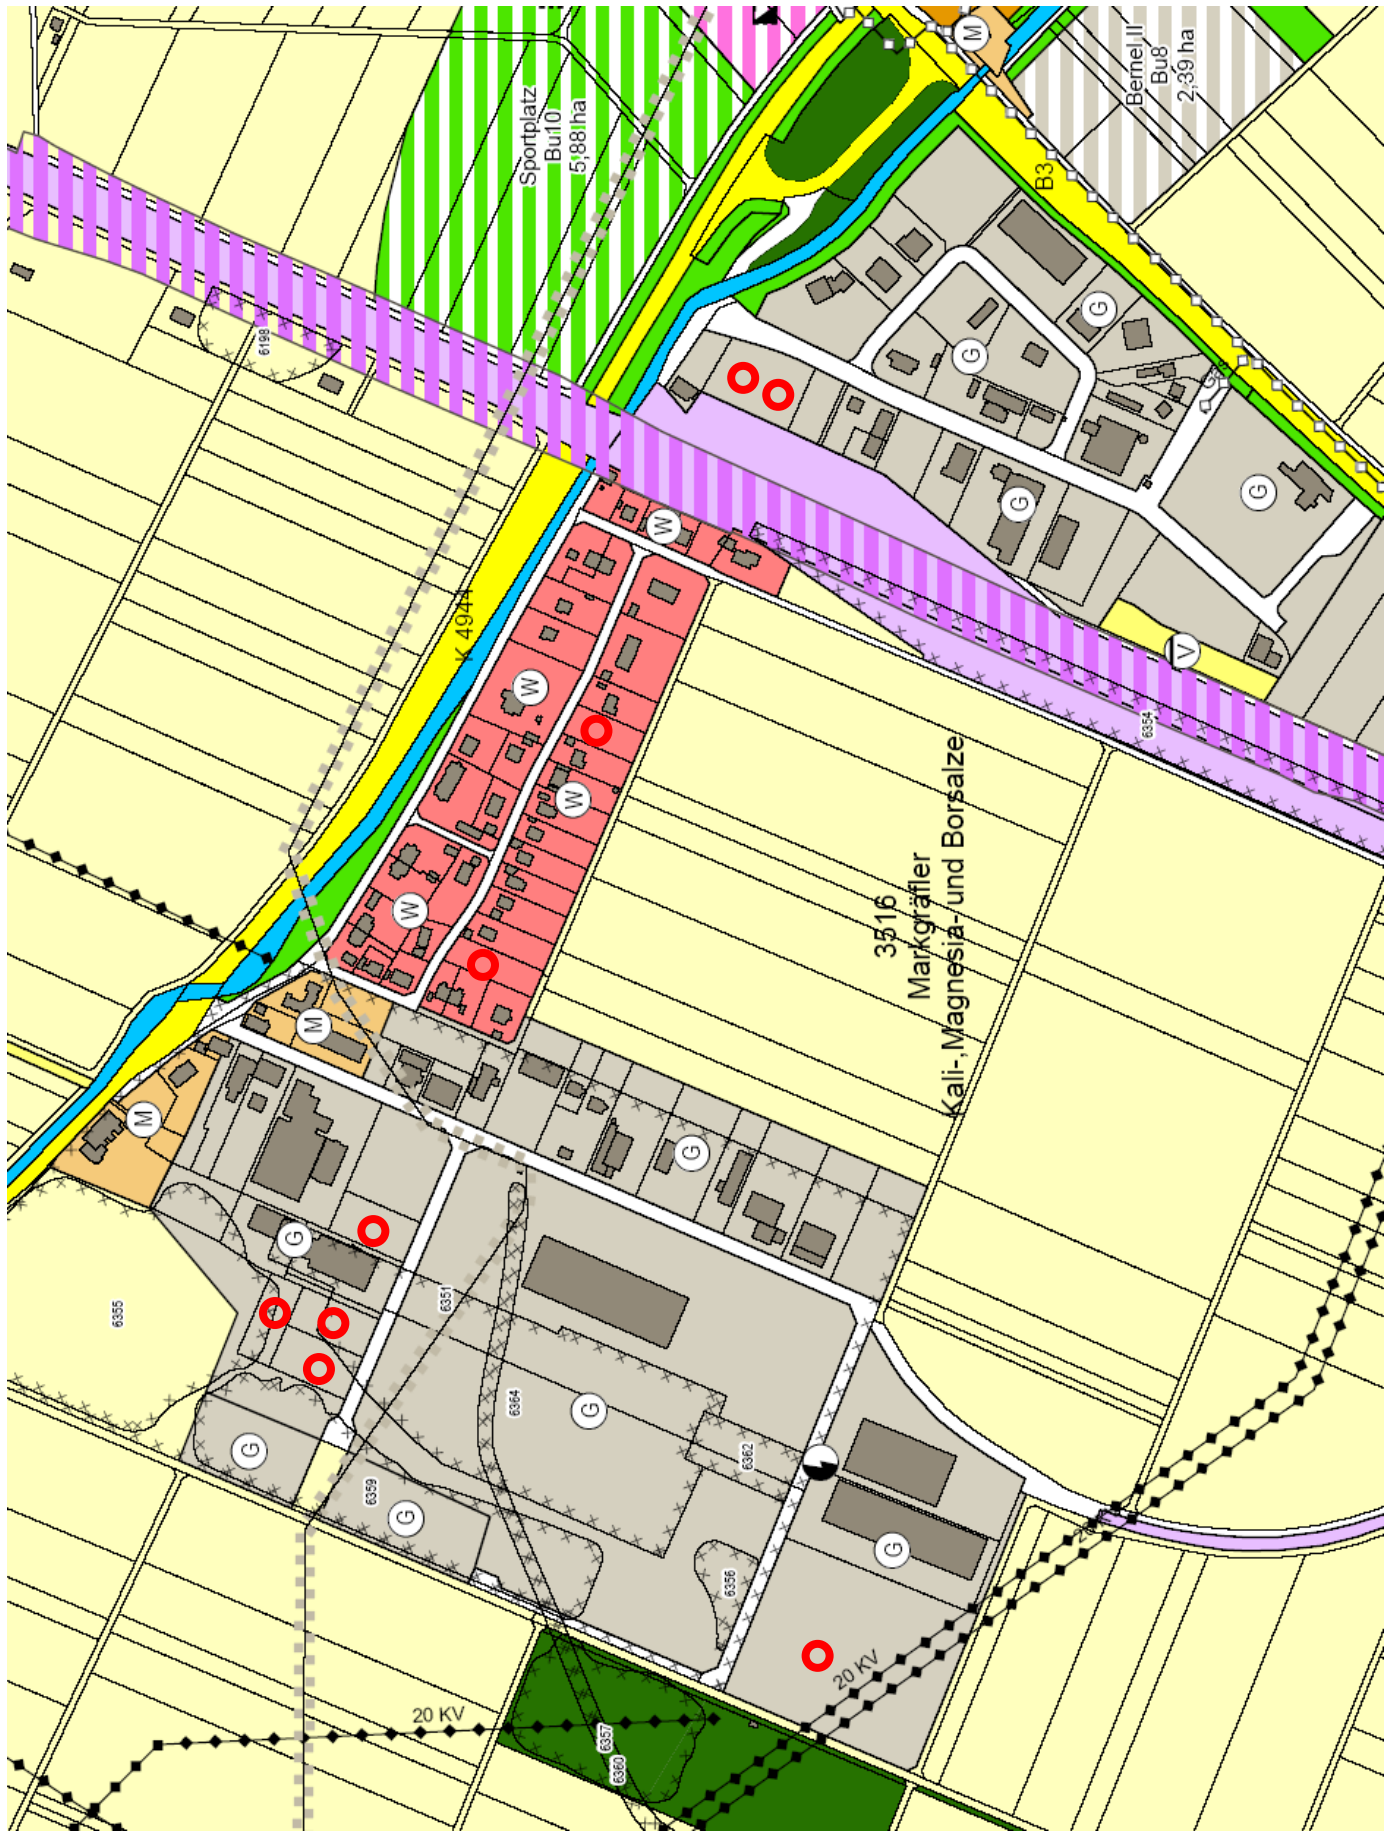 Sportplatz
Bu10
5,88 ha
Bernel II
Bu8
2,39 ha
M
B3
6198
G
G
G
G
W
K 4944
W
W
W
V
6354
3516
Markgräfler
Kali-,Magnesia- und Borsalze
M
M
G
G
6355
6351
6364
G
G
6359
G
6362
6356
G
20 KV
20 KV
6357
6360